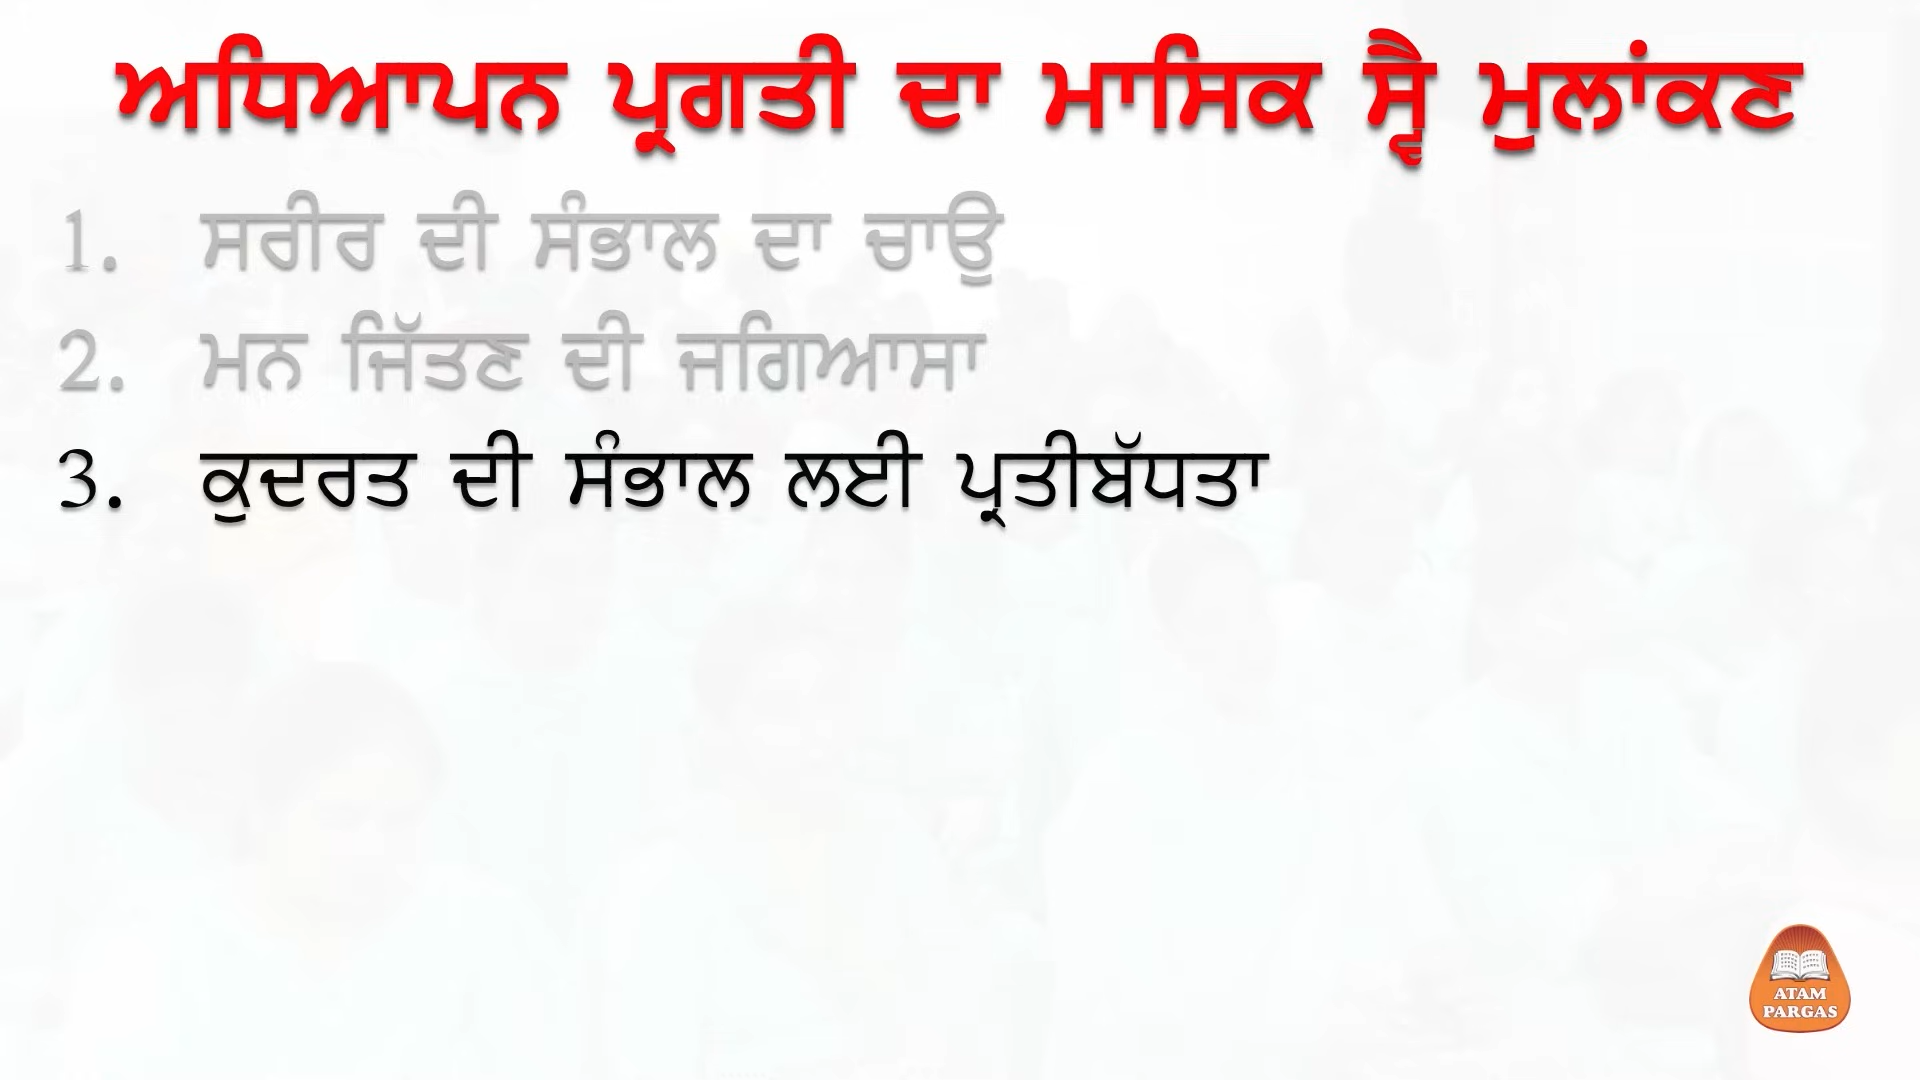 ਅਧਿਆਪਨ ਪ੍ਰਗਤੀ ਦਾ ਮਾਸਿਕ ਸ੍ਵੈ ਮੁਲਾਂਕਣ
1. ਸਰੀਰ ਦੀ ਸੰਭਾਲ ਦਾ ਚਾਉ
2. ਮਨ ਜਿੱਤਣ ਦੀ ਜਗਿਆਸਾ
3. ਕੁਦਰਤ ਦੀ ਸੰਭਾਲ ਲਈ ਪ੍ਰਤੀਬੱਧਤਾ
ATAM
PARGAS